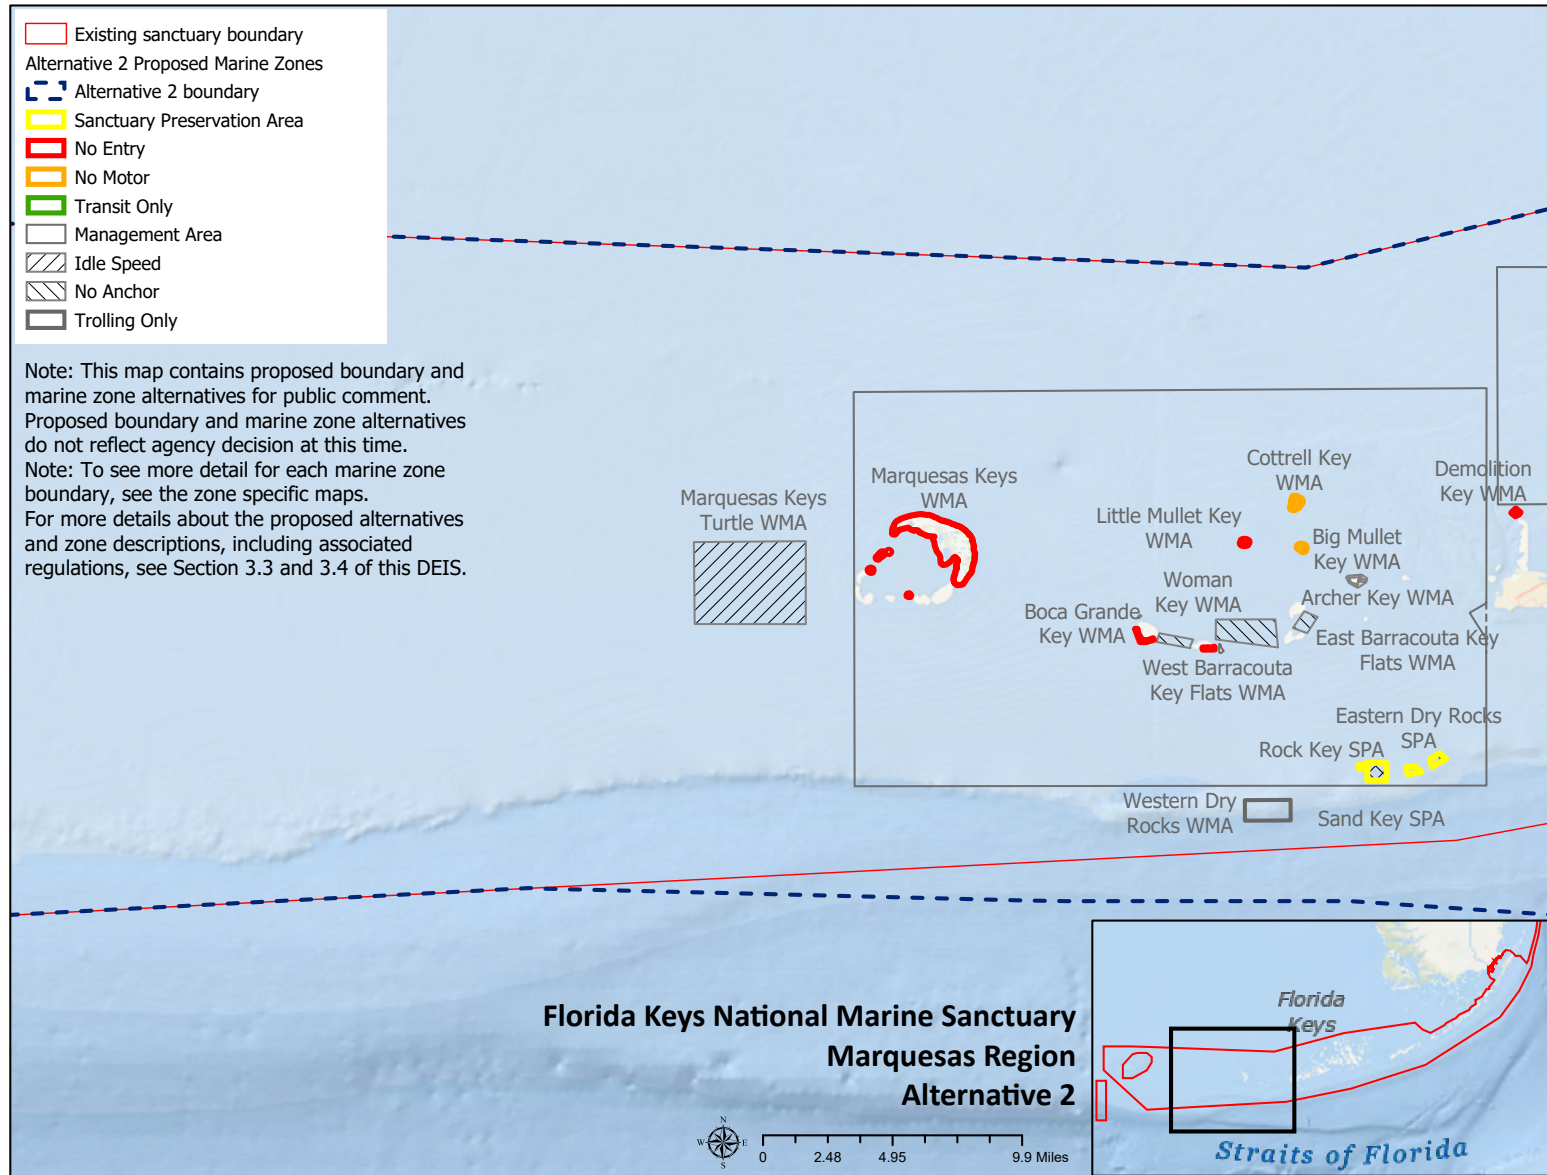 Existing sanctuary boundary
Alternative 2 Proposed Marine Zones
Alternative 2 boundary
Sanctuary Preservation Area
No Entry
No Motor
Transit Only
Management Area
Idle Speed
No Anchor
Trolling Only
Note: This map contains proposed boundary and
marine zone alternatives for public comment.
Proposed boundary and marine zone alternatives
do not reflect agency decision at this time.
Note: To see more detail for each marine zone
boundary, see the zone specific maps.
For more details about the proposed alternatives
and zone descriptions, including associated
regulations, see Section 3.3 and 3.4 of this DEIS.
Marquesas Keys
Turtle WMA
Marquesas Keys
WMA
Cottrell Key
WMA
Demolition
Key WMA
Little Mullet Key
WMA
Big Mullet
Key WMA
Woman
Key WMA
Archer Key WMA
Boca Grande
Key WMA
East Barracouta Key
Flats WMA
West Barracouta
Key Flats WMA
Eastern Dry Rocks
SPA
Rock Key SPA
Western Dry
Rocks WMA
Sand Key SPA
Florida Keys National Marine Sanctuary
Marquesas Region
Alternative 2
N
W E
S
0 2.48 4.95 9.9 Miles
Florida
Keys
Straits of Florida